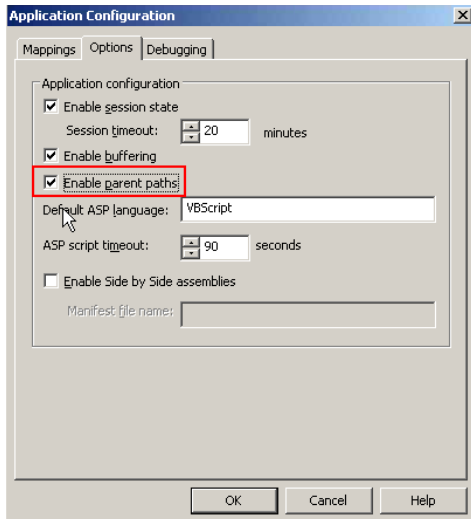 Application Configuration
Mappings Options Debugging
Application configuration
Enable session state
Session timeout: 20 minutes
Enable buffering
Enable parent paths
Default ASP language: VBScript
ASP script timeout: 90 seconds
Enable Side by Side assemblies
Manifest file name:
OK Cancel Help